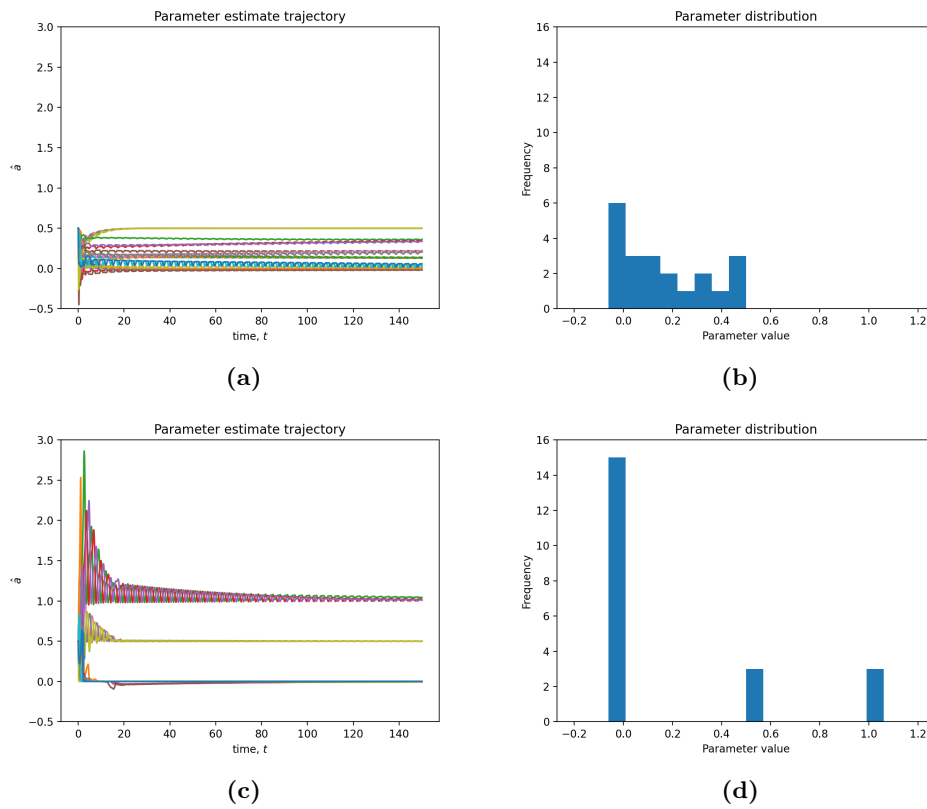 Parameter estimate trajectory
Parameter distribution
3.0
2.5
2.0
1.5
1.0
0.5
0.0
−0.5
â
0 20 40 60 80 100 120 140
time, t
16
14
12
10
8
6
4
2
0
Frequency
−0.2 0.0 0.2 0.4 0.6 0.8 1.0 1.2
Parameter value
(a)
(b)
Parameter estimate trajectory
Parameter distribution
3.0
2.5
2.0
1.5
1.0
0.5
0.0
−0.5
â
0 20 40 60 80 100 120 140
time, t
16
14
12
10
8
6
4
2
0
Frequency
−0.2 0.0 0.2 0.4 0.6 0.8 1.0 1.2
Parameter value
(c)
(d)